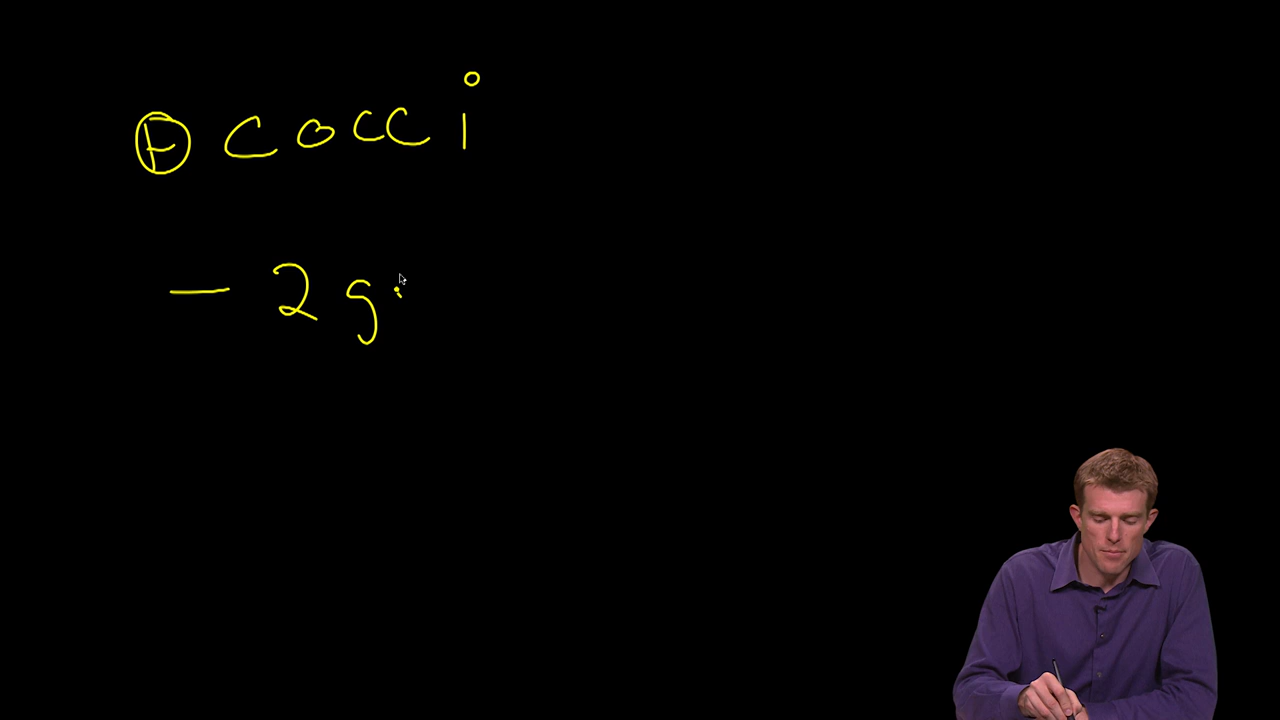 ⊕ cocci
— 2 g